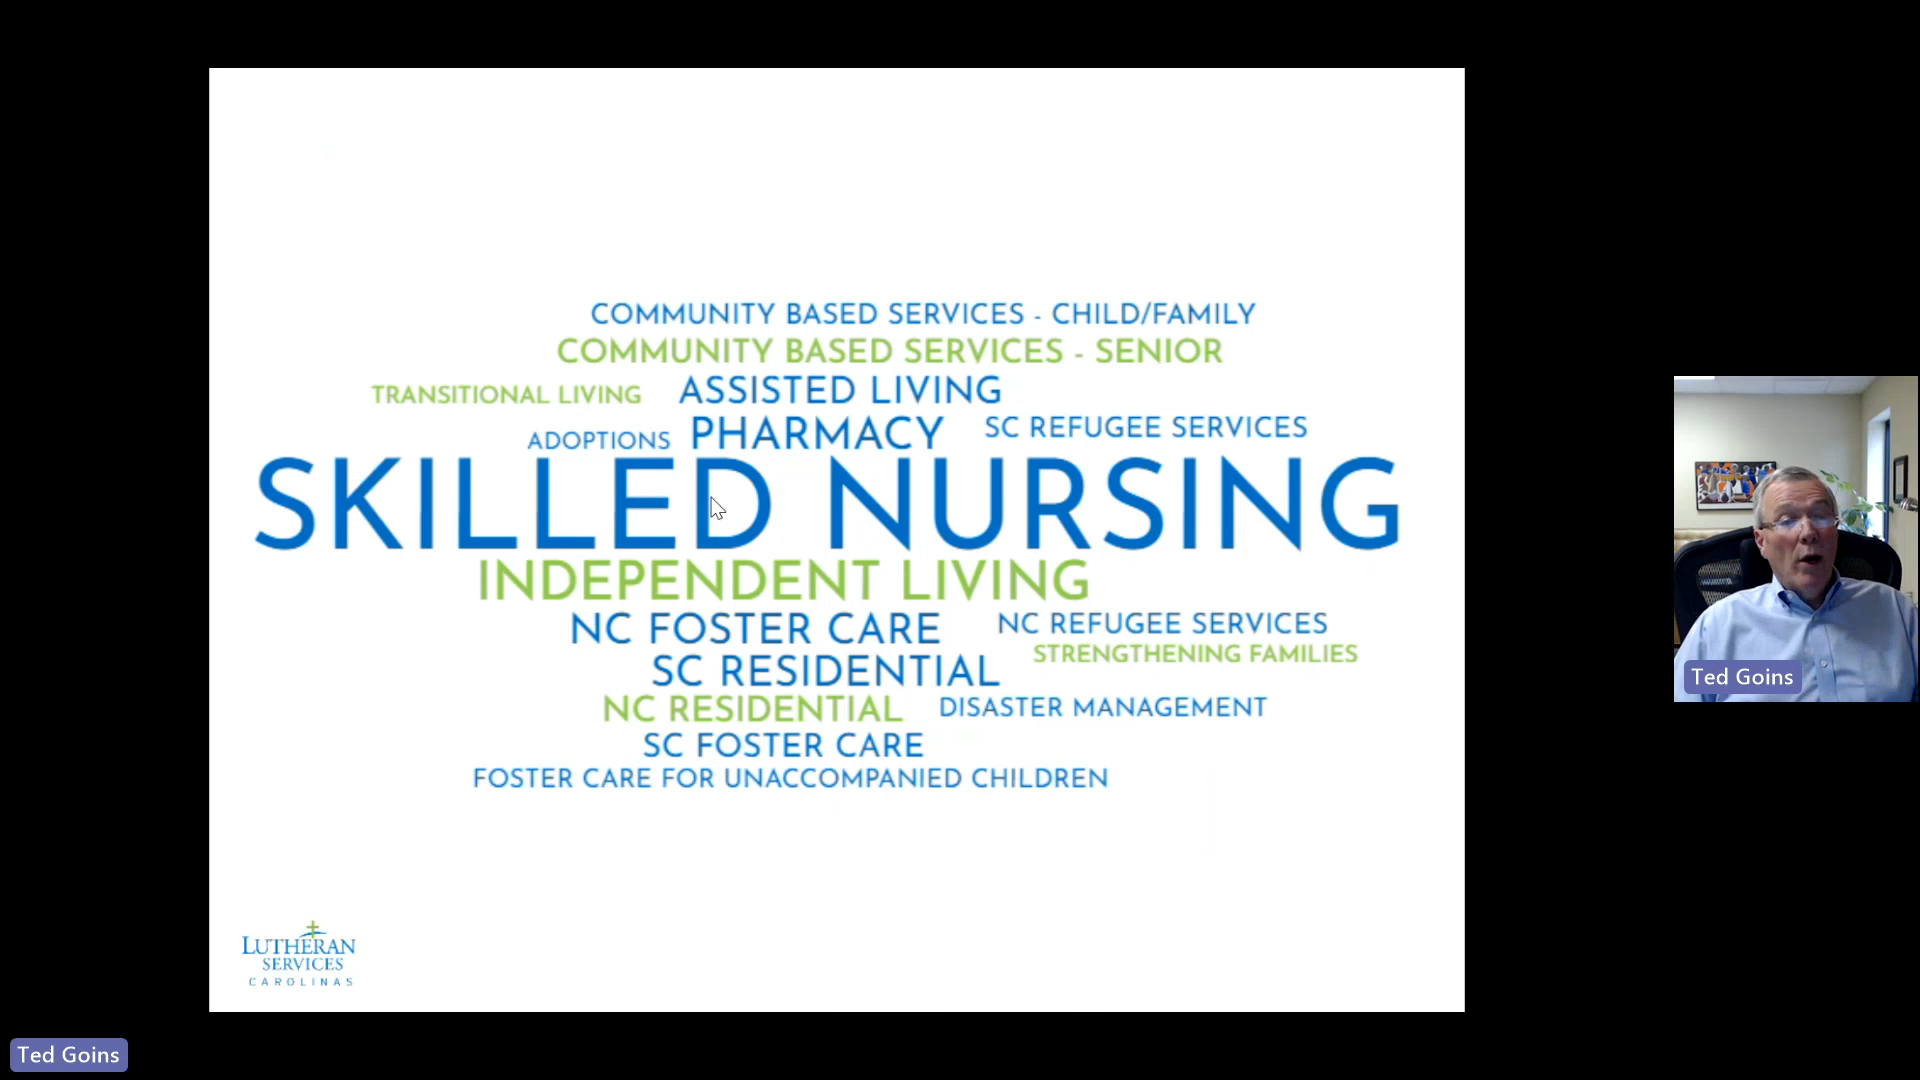 COMMUNITY BASED SERVICES - CHILD/FAMILY
COMMUNITY BASED SERVICES - SENIOR
TRANSITIONAL LIVING
ASSISTED LIVING
ADOPTIONS
PHARMACY
SC REFUGEE SERVICES
SKILLED NURSING
INDEPENDENT LIVING
NC FOSTER CARE
NC REFUGEE SERVICES
STRENGTHENING FAMILIES
SC RESIDENTIAL
NC RESIDENTIAL
DISASTER MANAGEMENT
SC FOSTER CARE
FOSTER CARE FOR UNACCOMPANIED CHILDREN
LUTHERAN
SERVICES
CAROLINAS
Ted Goins
Ted Goins